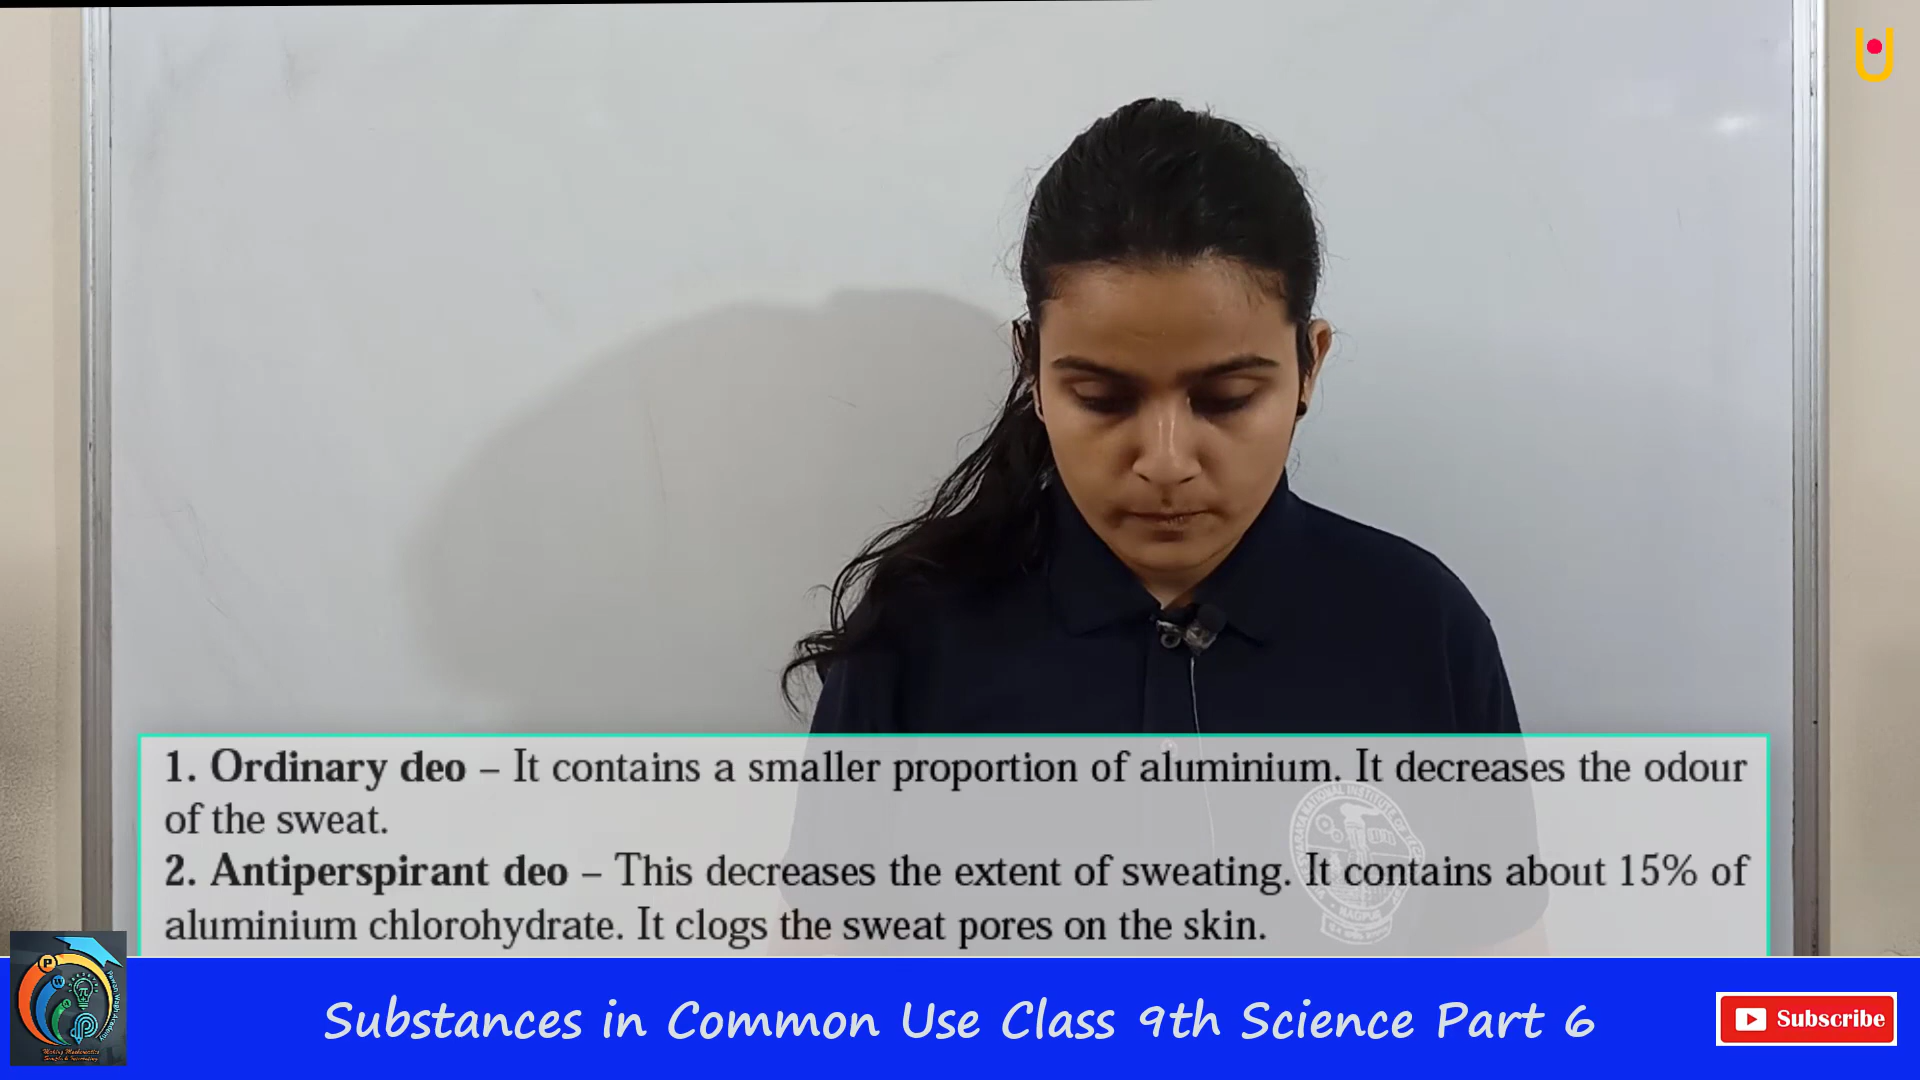 1. Ordinary deo – It contains a smaller proportion of aluminium. It decreases the odour
of the sweat.
2. Antiperspirant deo – This decreases the extent of sweating. It contains about 15% of
aluminium chlorohydrate. It clogs the sweat pores on the skin.
Substances in Common Use Class 9th Science Part 6
Subscribe